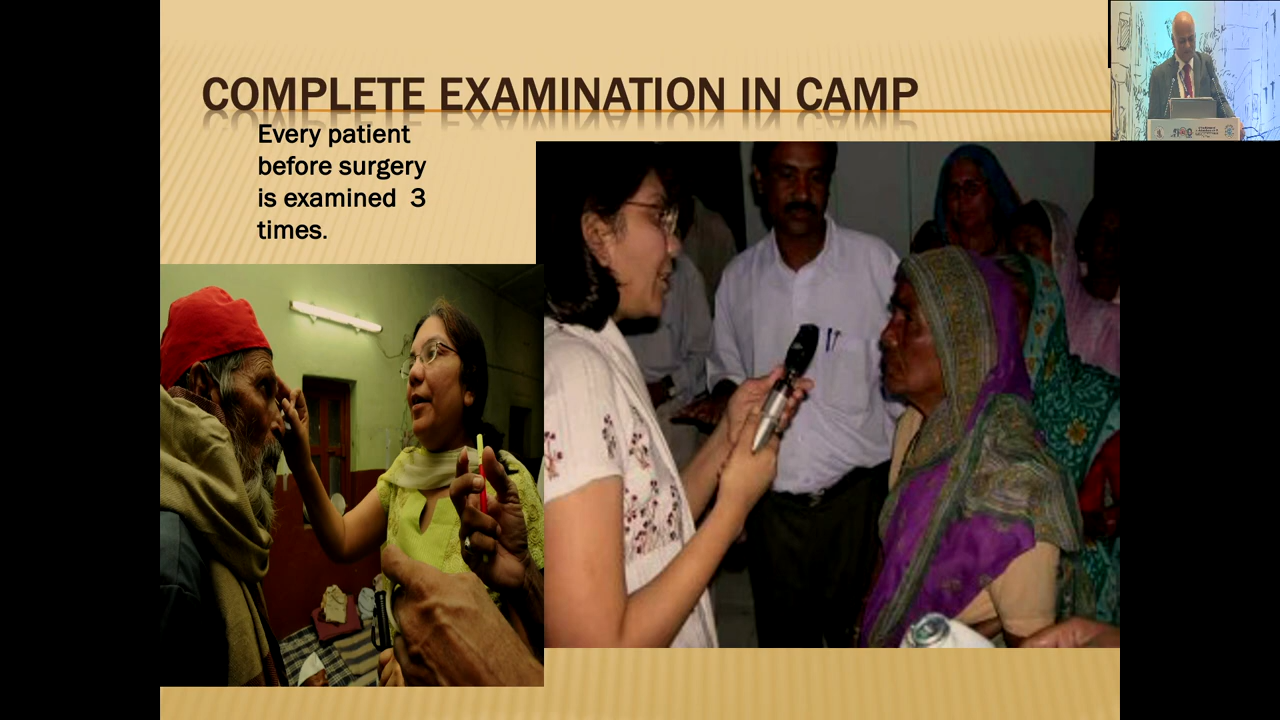 COMPLETE EXAMINATION IN CAMP
Every patient
before surgery
is examined 3
times.